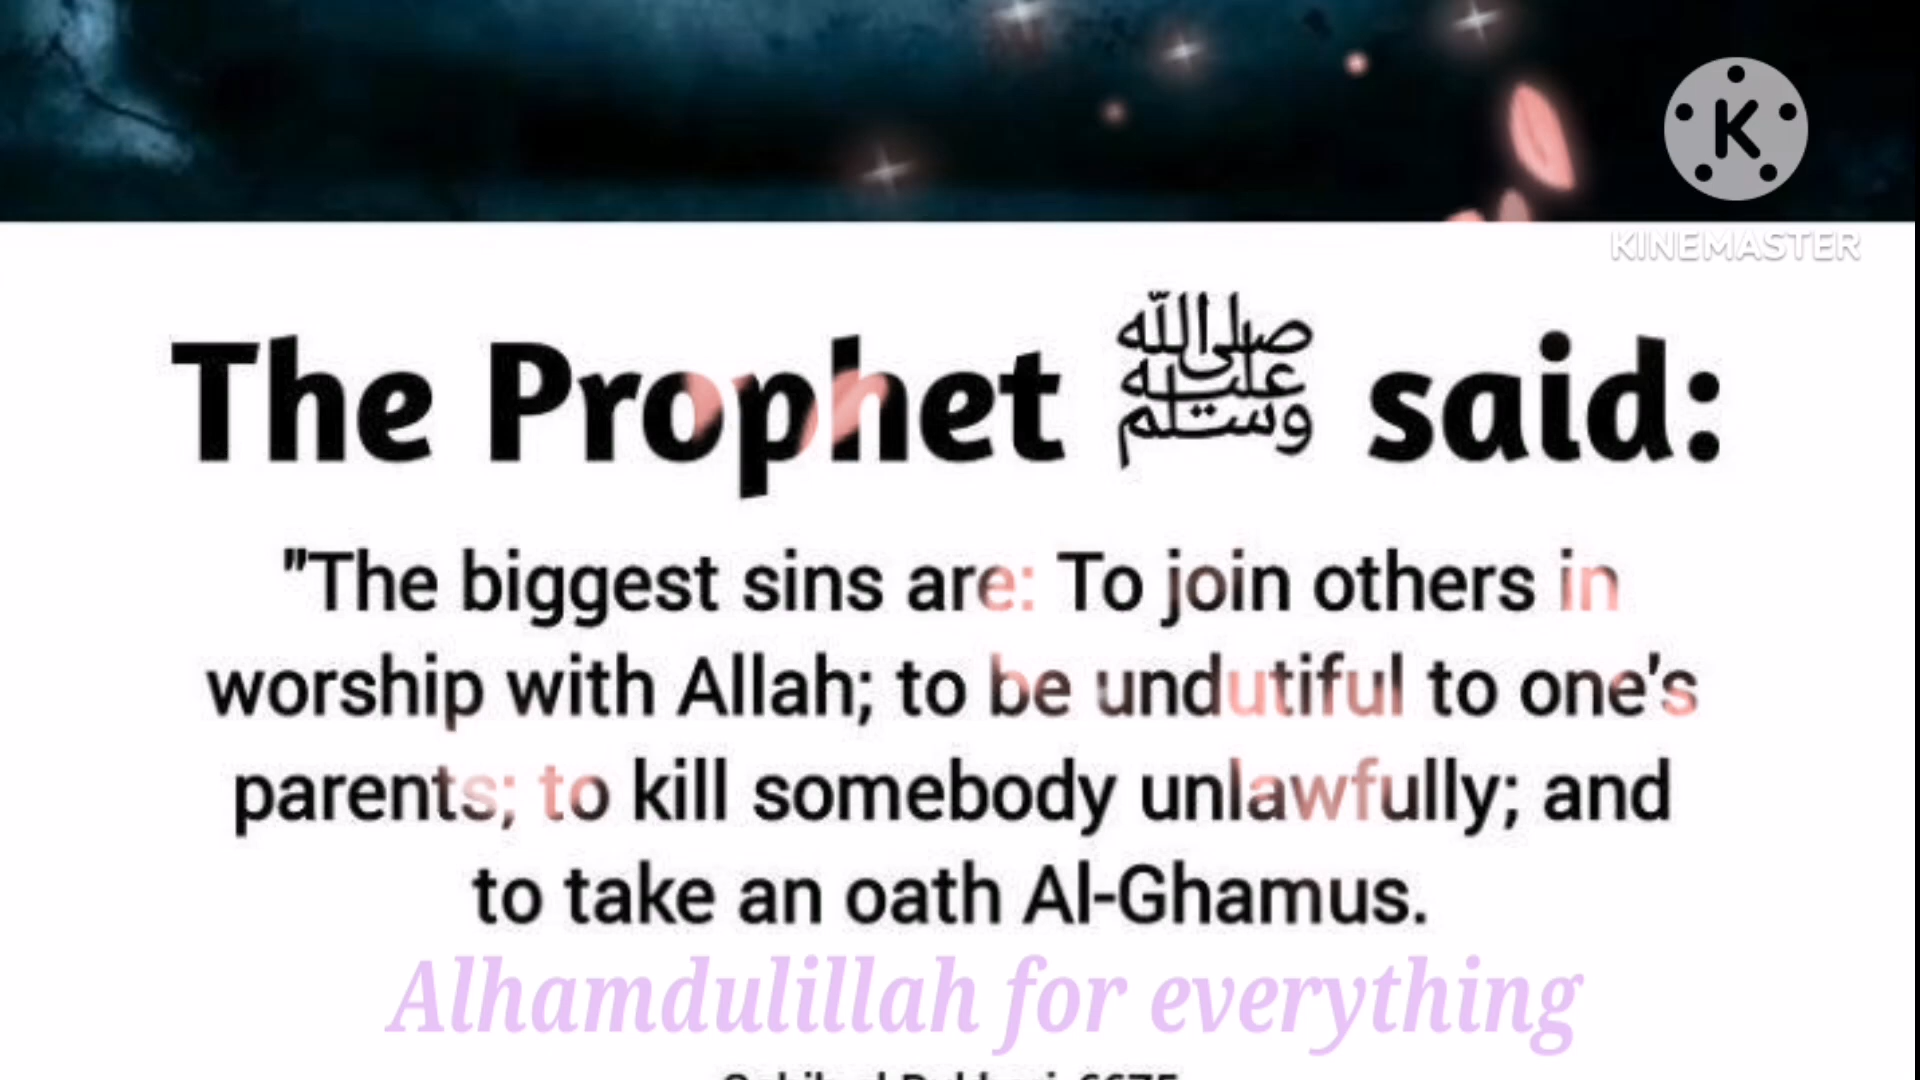 K
KINEMASTER
The Prophet ﷺ said:
"The biggest sins are: To join others in
worship with Allah; to be undutiful to one's
parents; to kill somebody unlawfully; and
to take an oath Al-Ghamus.
Alhamdulillah for everything